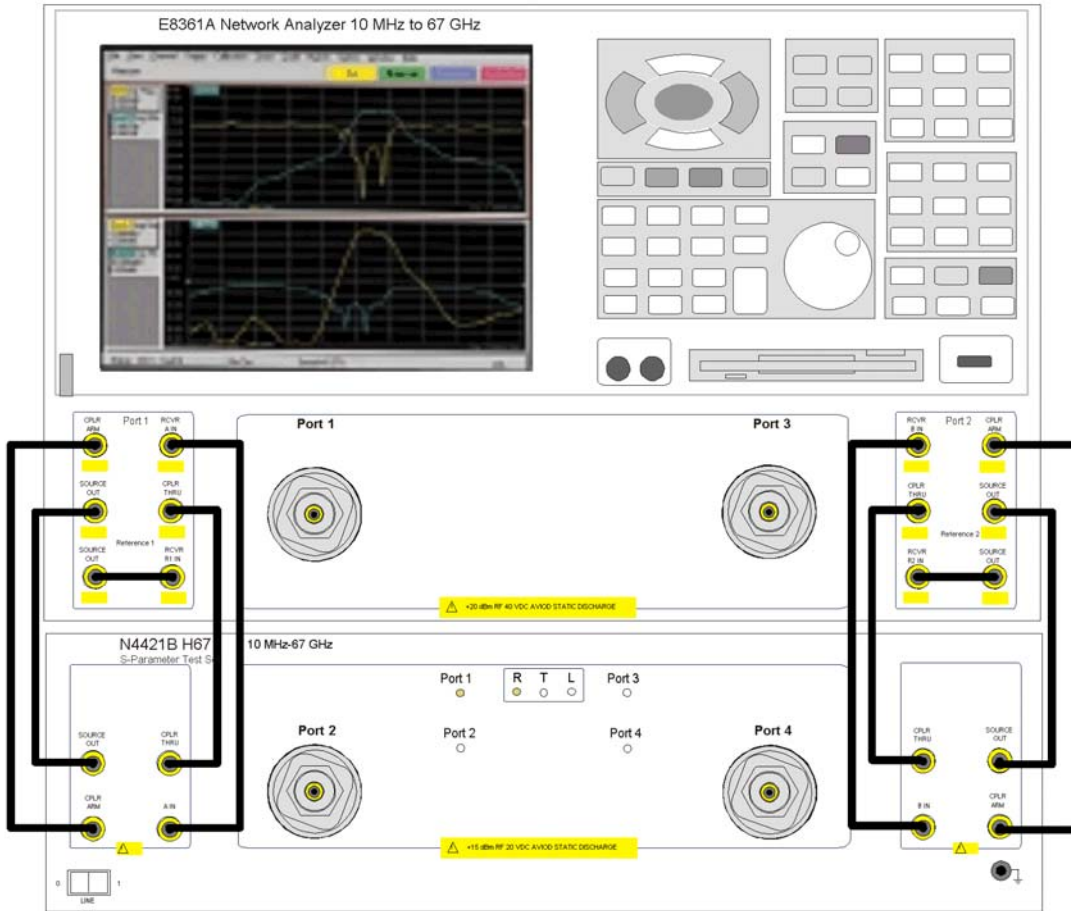 E8361A Network Analyzer 10 MHz to 67 GHz
CPLR
ARM
Port 1
RCVR
A IN
SOURCE
OUT
CPLR
THRU
Reference 1
SOURCE
OUT
RCVR
R1 IN
Port 1
Port 3
RCVR
B IN
Port 2
CPLR
ARM
CPLR
THRU
SOURCE
OUT
Reference 2
RCVR
R2 IN
SOURCE
OUT
+20 dBm RF 40 VDC AVIOD STATIC DISCHARGE
N4421B H67 10 MHz-67 GHz
S-Parameter Test S
Port 1
R T L
Port 3
Port 2
Port 4
SOURCE
OUT
CPLR
THRU
CPLR
ARM
A IN
Port 2
Port 4
CPLR
THRU
SOURCE
OUT
B IN
CPLR
ARM
+15 dBm RF 20 VDC AVIOD STATIC DISCHARGE
0 1
LINE